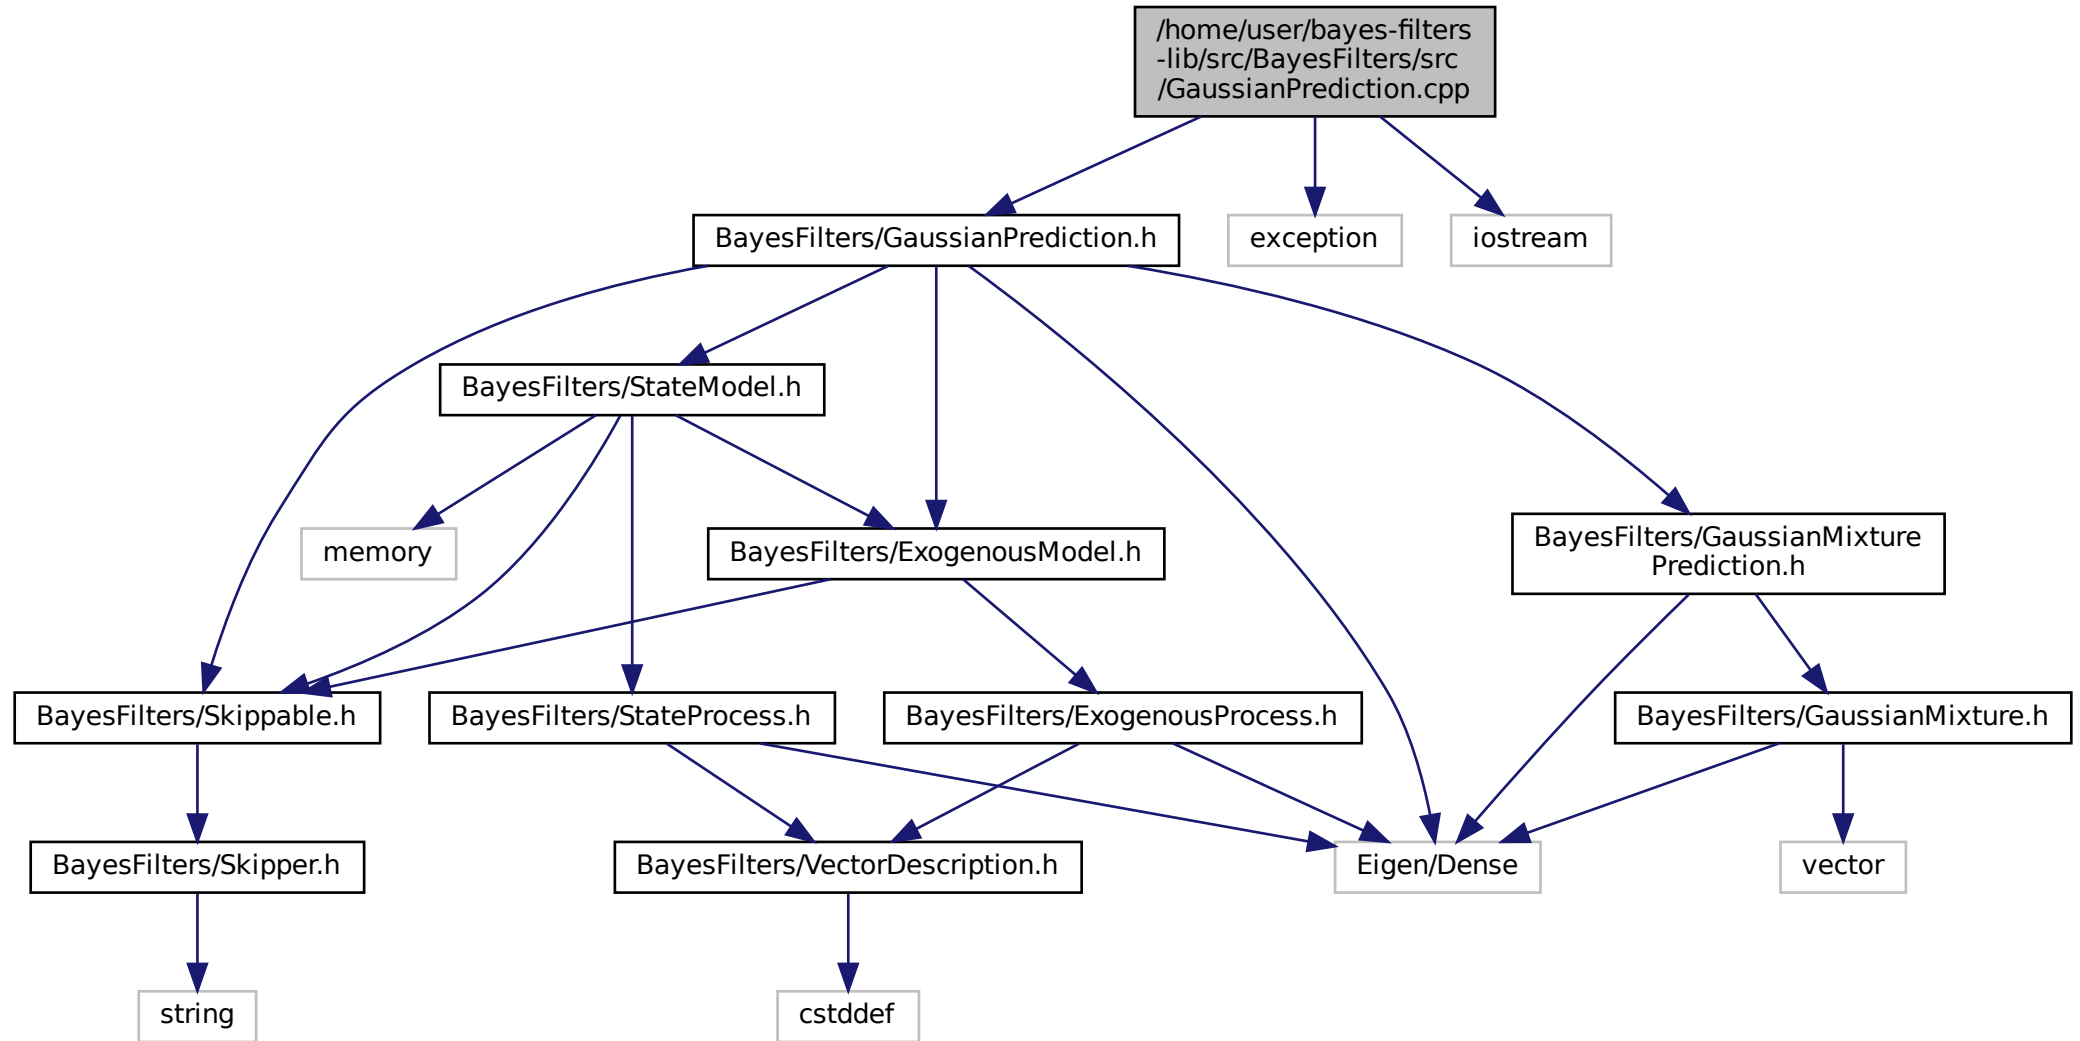 /home/user/bayes-filters
-lib/src/BayesFilters/src
/GaussianPrediction.cpp
BayesFilters/GaussianPrediction.h
exception
iostream
BayesFilters/StateModel.h
memory
BayesFilters/ExogenousModel.h
BayesFilters/GaussianMixture
Prediction.h
BayesFilters/Skippable.h
BayesFilters/StateProcess.h
BayesFilters/ExogenousProcess.h
BayesFilters/GaussianMixture.h
BayesFilters/Skipper.h
BayesFilters/VectorDescription.h
Eigen/Dense
vector
string
cstddef